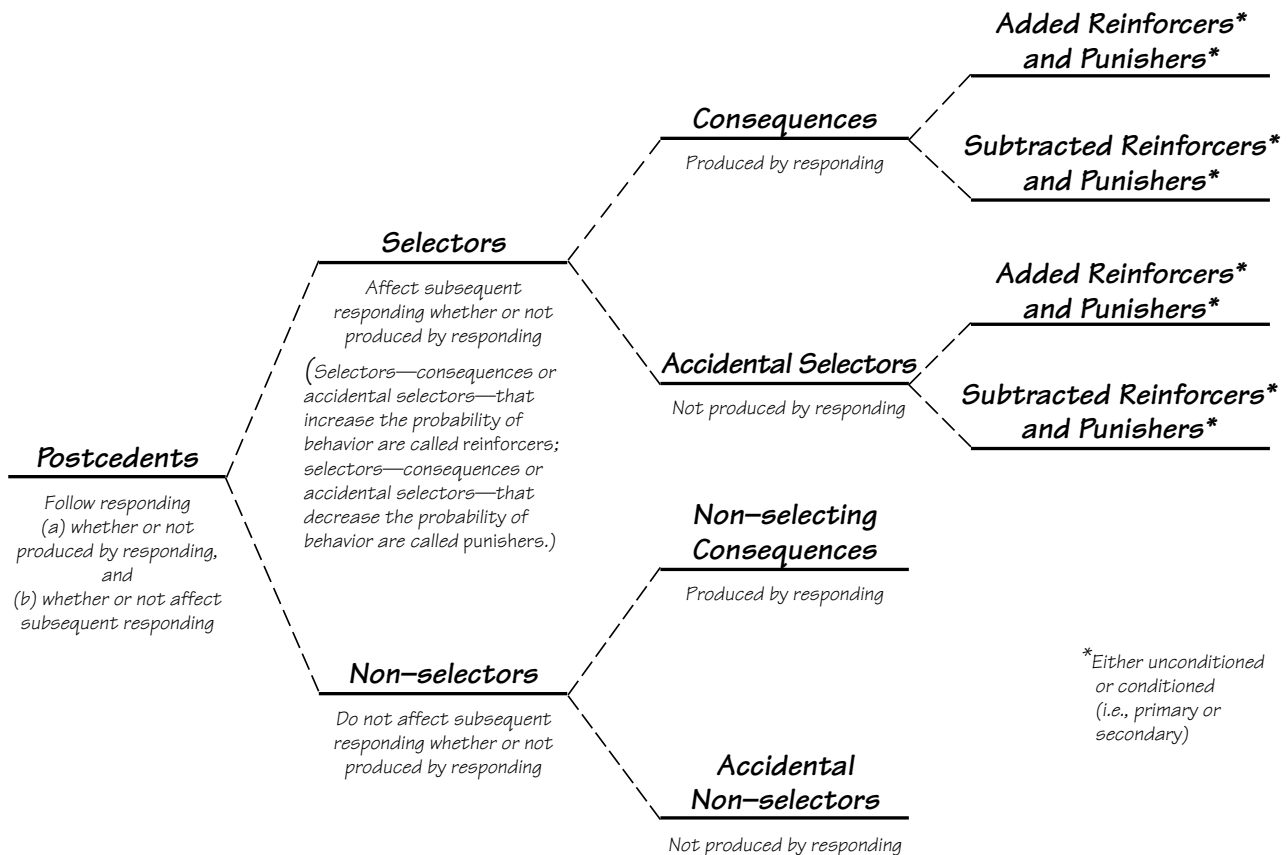 Postcedents
Follow responding
(a) whether or not
produced by responding,
and
(b) whether or not affect
subsequent responding
Selectors
Affect subsequent
responding whether or not
produced by responding
(Selectors—consequences or
accidental selectors—that
increase the probability of
behavior are called reinforcers;
selectors—consequences or
accidental selectors—that
decrease the probability of
behavior are called punishers.)
Non–selectors
Do not affect subsequent
responding whether or not
produced by responding
Consequences
Produced by responding
Accidental Selectors
Not produced by responding
Non–selecting
Consequences
Produced by responding
Accidental
Non–selectors
Not produced by responding
Added Reinforcers*
and Punishers*
Subtracted Reinforcers*
and Punishers*
Added Reinforcers*
and Punishers*
Subtracted Reinforcers*
and Punishers*
*Either unconditioned
or conditioned
(i.e., primary or
secondary)